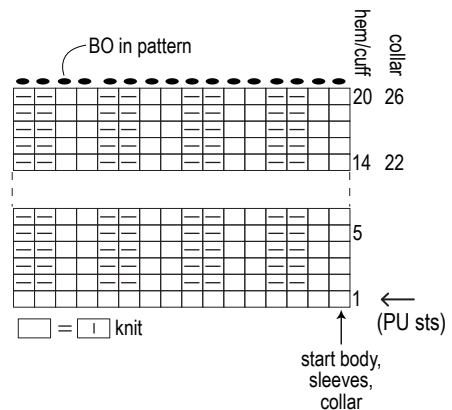 BO in pattern
hem/cuff
collar
20 26
14 22
5
1
(PU sts)
= knit
start body,
sleeves,
collar